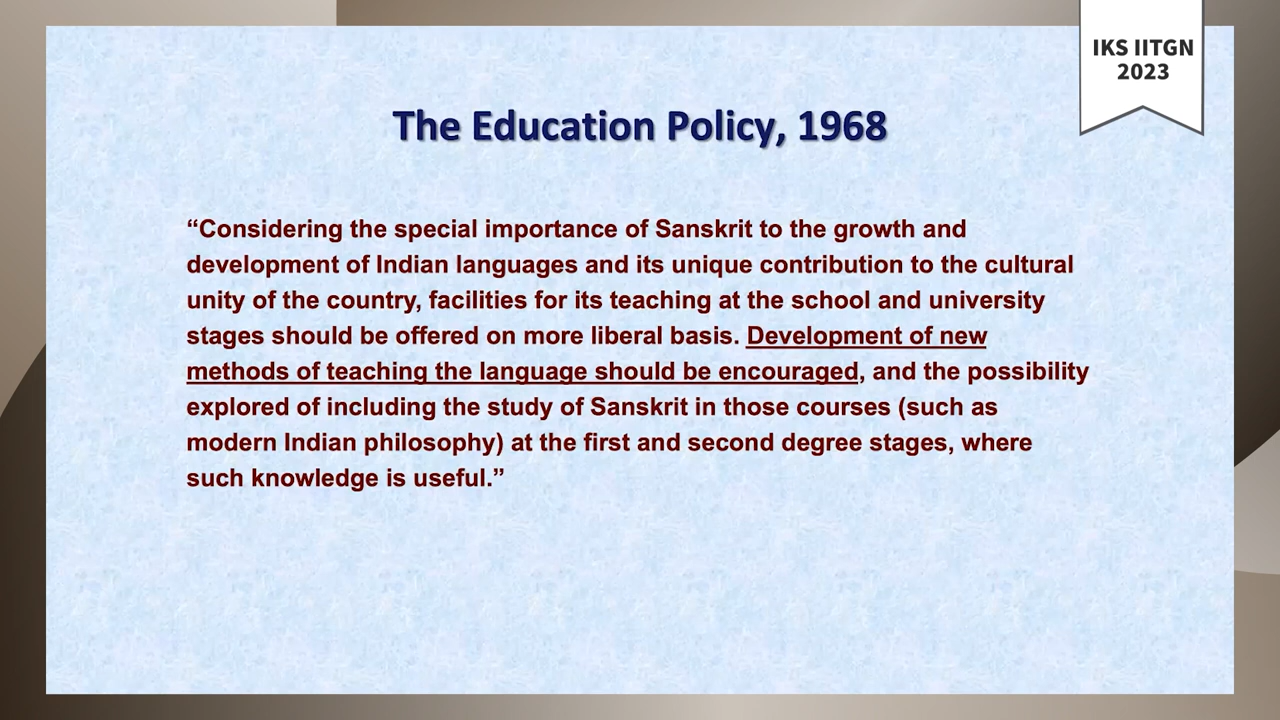 IKS IITGN
2023
The Education Policy, 1968
“Considering the special importance of Sanskrit to the growth and
development of Indian languages and its unique contribution to the cultural
unity of the country, facilities for its teaching at the school and university
stages should be offered on more liberal basis. Development of new
methods of teaching the language should be encouraged, and the possibility
explored of including the study of Sanskrit in those courses (such as
modern Indian philosophy) at the first and second degree stages, where
such knowledge is useful.”